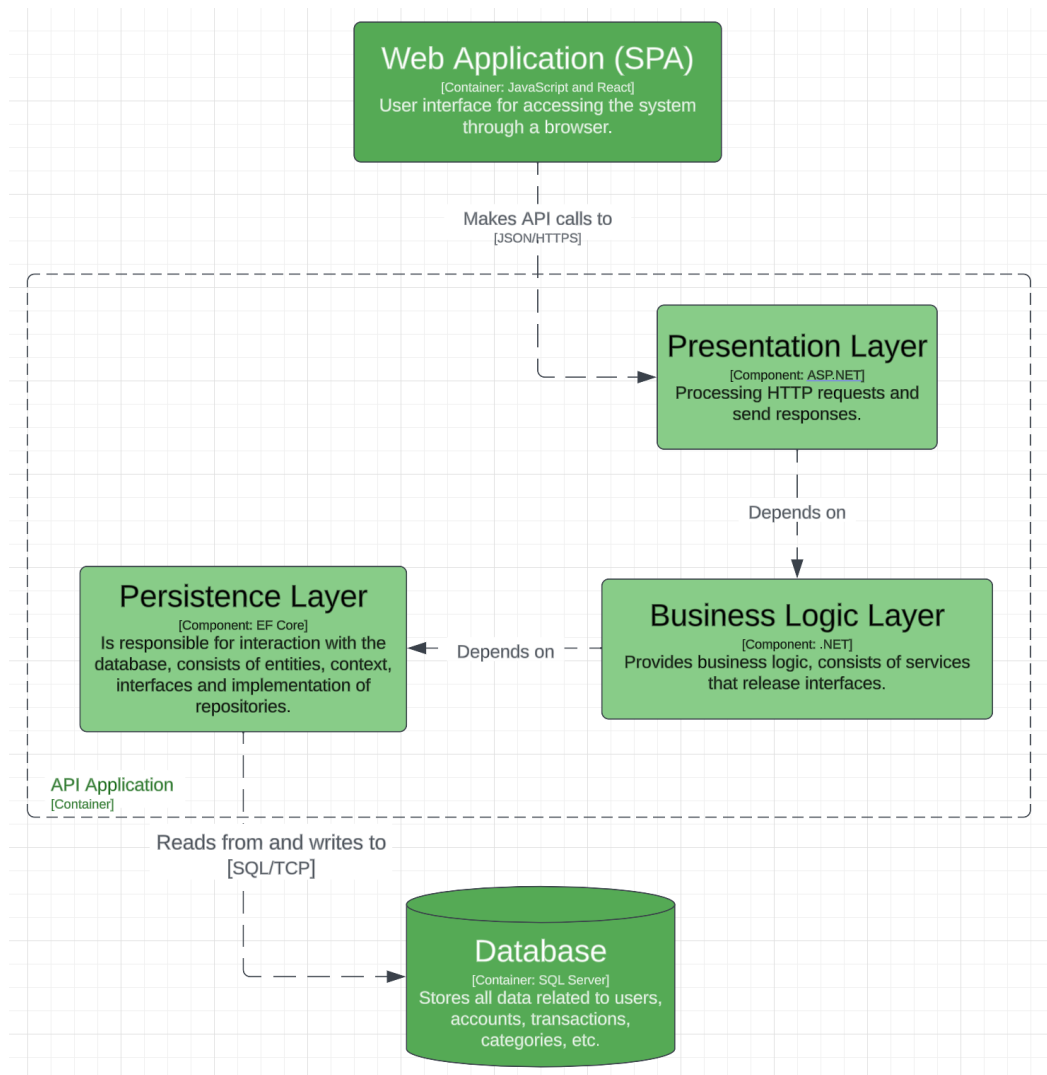 Web Application (SPA)
[Container: JavaScript and React]
User interface for accessing the system
through a browser.
Makes API calls to
[JSON/HTTPS]
Presentation Layer
[Component: ASP.NET]
Processing HTTP requests and
send responses.
Depends on
Business Logic Layer
[Component: .NET]
Provides business logic, consists of services
that release interfaces.
Depends on
Persistence Layer
[Component: EF Core]
Is responsible for interaction with the
database, consists of entities, context,
interfaces and implementation of
repositories.
API Application
[Container]
Reads from and writes to
[SQL/TCP]
Database
[Container: SQL Server]
Stores all data related to users,
accounts, transactions,
categories, etc.